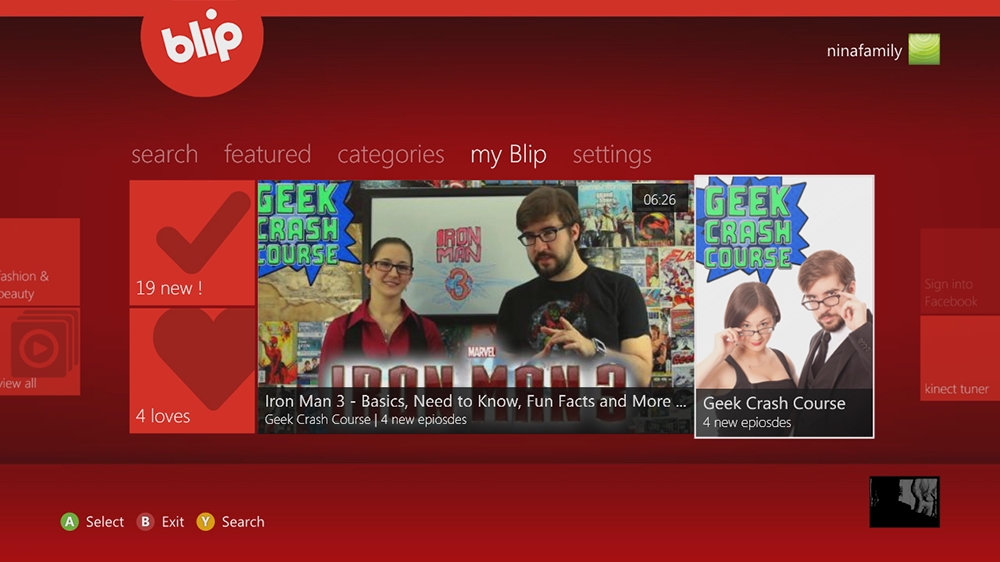 blip
ninafamily
search featured categories my Blip settings
fashion &
beauty
view all
19 new !
4 loves
GEEK
CRASH
COURSE
IRON
MAN
3
06:26
MARVEL
IRON MAN 3
Iron Man 3 - Basics, Need to Know, Fun Facts and More ...
Geek Crash Course | 4 new epiosdes
GEEK
CRASH
COURSE
Geek Crash Course
4 new epiosdes
Sign into
Facebook
kinect tuner
A Select B Exit Y Search